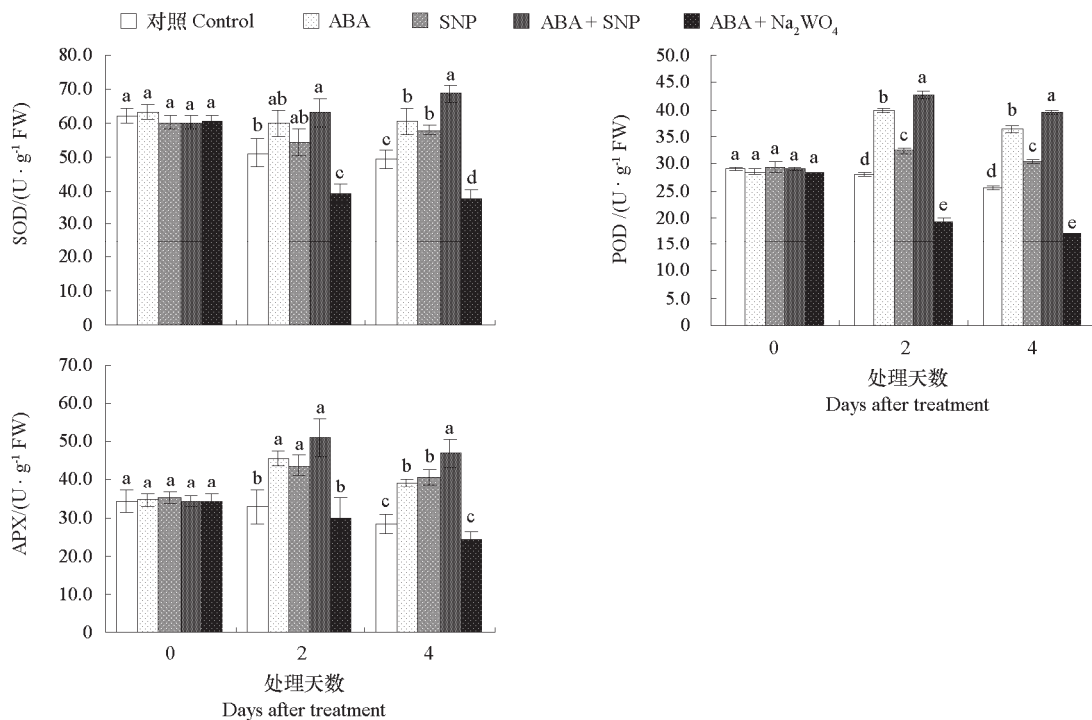 对照 Control ABA SNP ABA + SNP ABA + Na₂WO₄
SOD/(U · g⁻¹ FW)
80.0
70.0
60.0
50.0
40.0
30.0
20.0
10.0
0
a a a a a
b ab ab a c
c b b a d
POD /(U · g⁻¹ FW)
50.0
45.0
40.0
35.0
30.0
25.0
20.0
15.0
10.0
5.0
0
a a a a a
d b c a e
d b c a e
0 2 4
处理天数
Days after treatment
APX/(U · g⁻¹ FW)
70.0
60.0
50.0
40.0
30.0
20.0
10.0
0
a a a a a
b a a a b
c b b a c
0 2 4
处理天数
Days after treatment